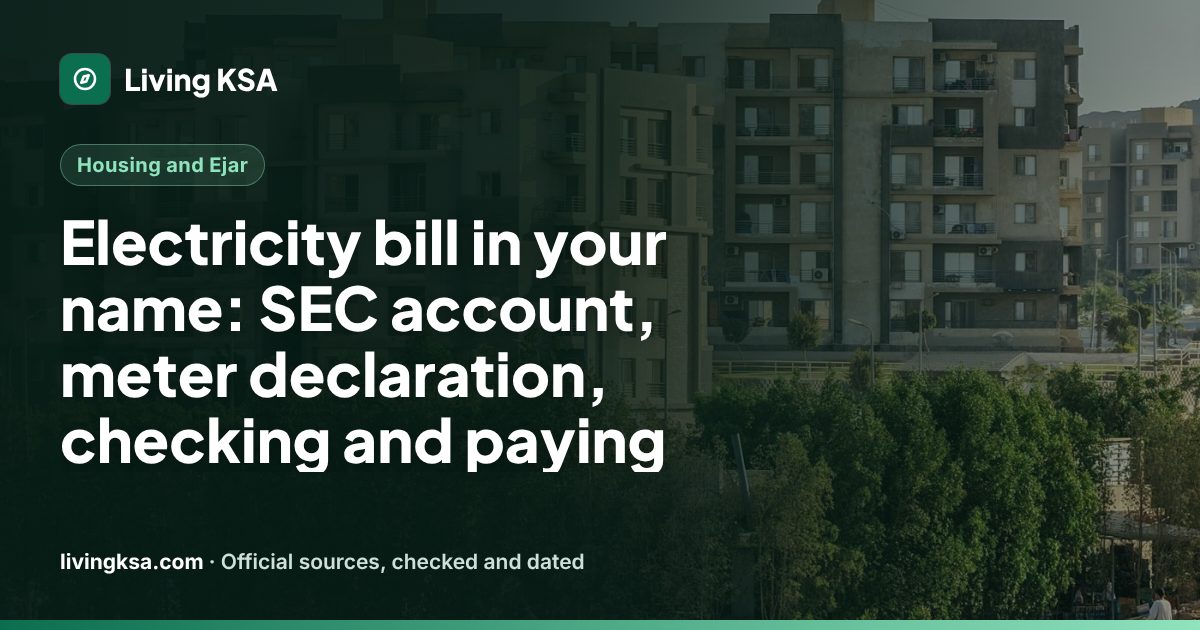 Living KSA
Housing and Ejar
Electricity bill in your
name: SEC account,
meter declaration,
checking and paying
livingksa.com · Official sources, checked and dated